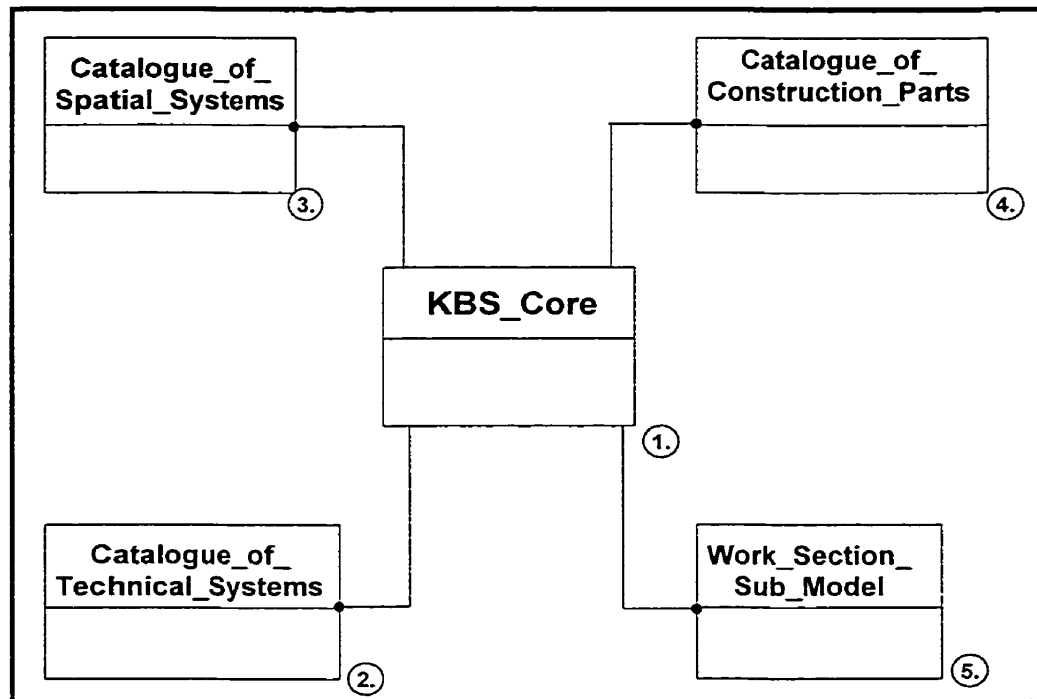 Catalogue_of_
Spatial_Systems
3.
Catalogue_of_
Construction_Parts
4.
KBS_Core
1.
Catalogue_of_
Technical_Systems
2.
Work_Section_
Sub_Model
5.